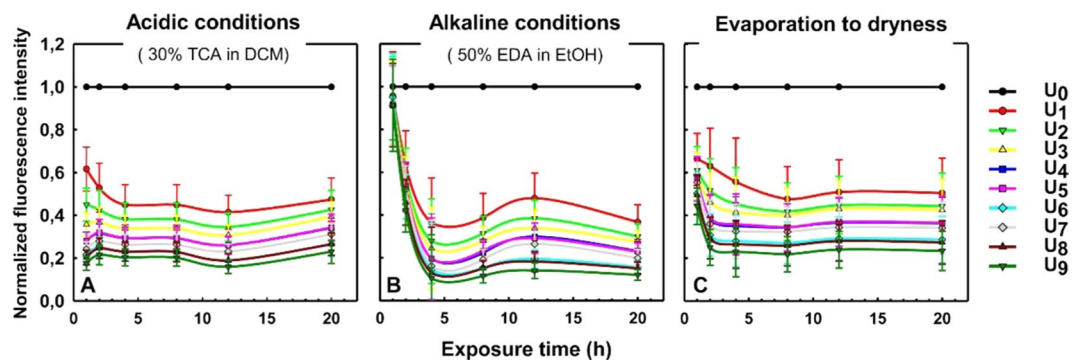 Acidic conditions
Alkaline conditions
Evaporation to dryness
( 30% TCA in DCM)
( 50% EDA in EtOH)
Normalized fluorescence intensity
1,2
1,0
0,8
0,6
0,4
0,2
0,0
A
B
C
0 5 10 15 20
0 5 10 15 20
0 5 10 15 20
Exposure time (h)
U0
U1
U2
U3
U4
U5
U6
U7
U8
U9